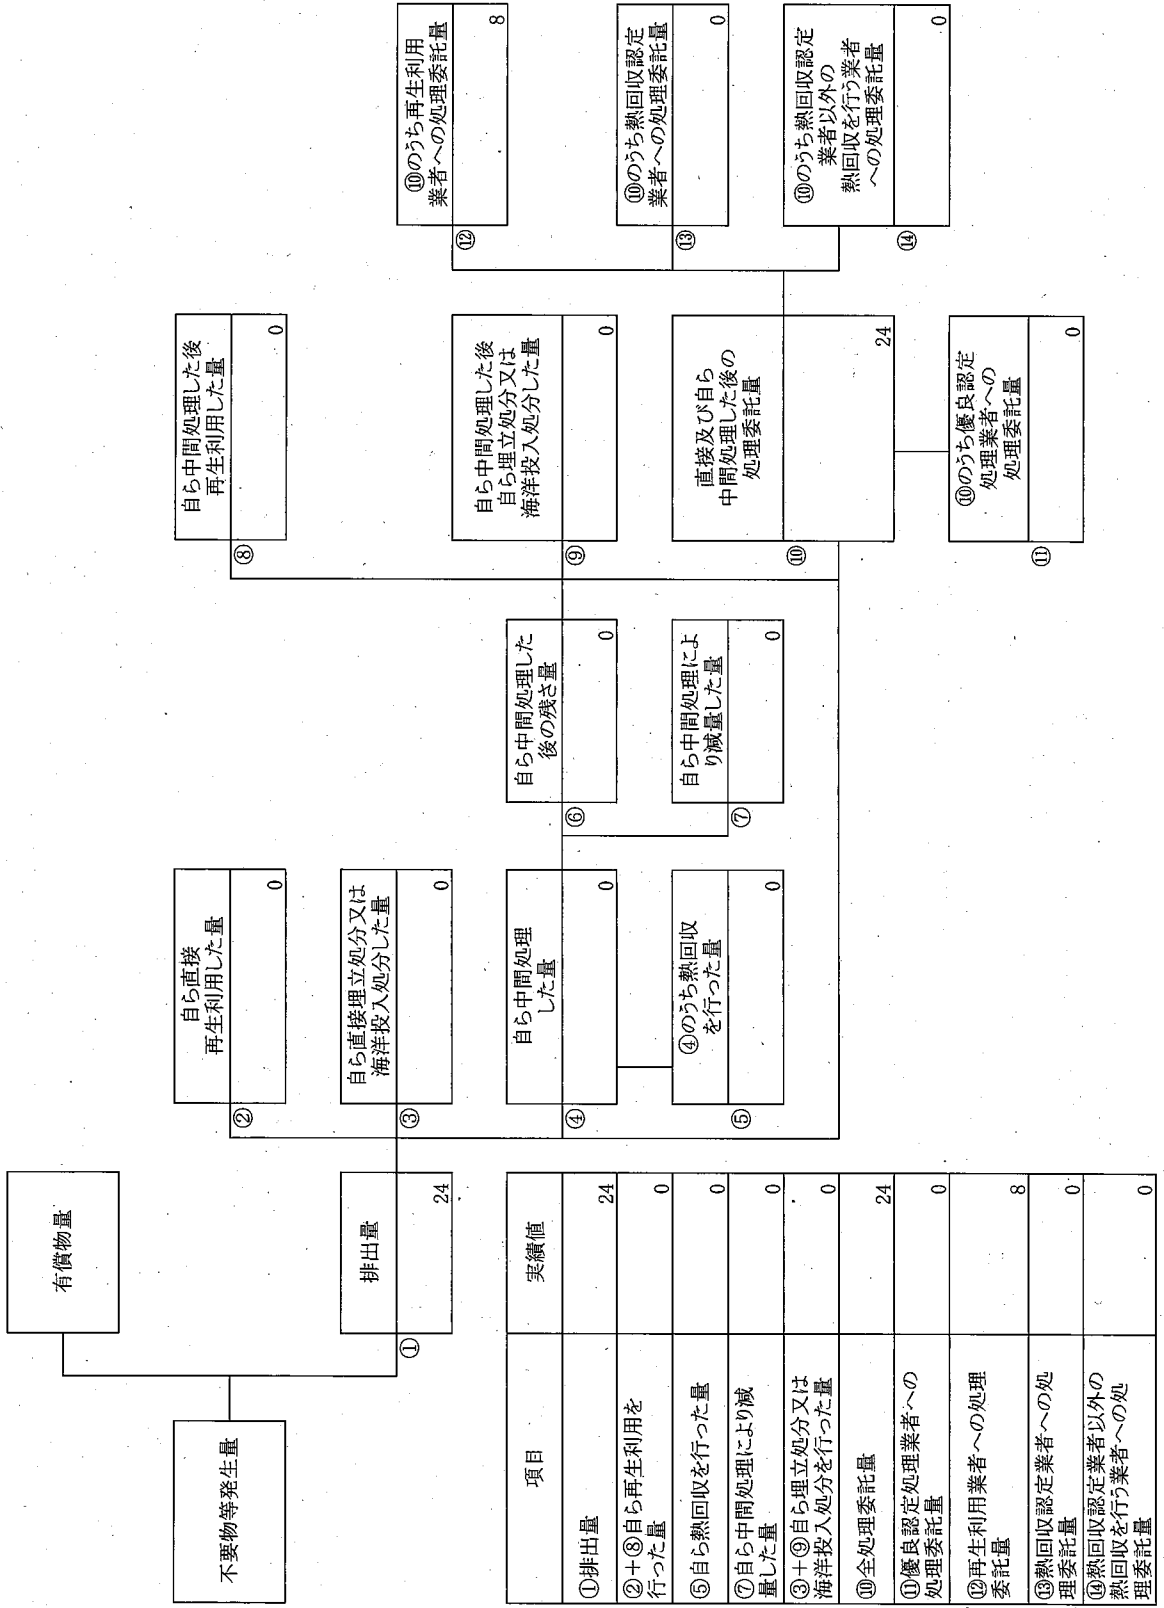 不要物等発生量
有償物量
①
排出量
24
②
自ら直接
再生利用した量
0
③
自ら直接埋立処分又は
海洋投入処分した量
0
④
自ら中間処理
した量
0
⑤
④のうち熱回収
を行った量
0
⑥
自ら中間処理した
後の残さ量
0
⑦
自ら中間処理によ
り減量した量
0
⑧
自ら中間処理した後
再生利用した量
0
⑨
自ら中間処理した後
自ら埋立処分又は
海洋投入処分した量
0
⑩
直接及び自ら
中間処理した後の
処理委託量
24
⑪
⑩のうち優良認定
処理業者への
処理委託量
0
⑫
⑩のうち再生利用
業者への処理委託量
8
⑬
⑩のうち熱回収認定
業者への処理委託量
0
⑭
⑩のうち熱回収認定
業者以外の
熱回収を行う業者
への処理委託量
0
項目 実績値
①排出量 24
②+⑧自ら再生利用を
行った量 0
⑤自ら熱回収を行った量 0
⑦自ら中間処理により減
量した量 0
③+⑨自ら埋立処分又は
海洋投入処分を行った量 0
⑩全処理委託量 24
⑪優良認定処理業者への
処理委託量 0
⑫再生利用業者への処理
委託量 8
⑬熱回収認定業者への処
理委託量 0
⑭熱回収認定業者以外の
熱回収を行う業者への処
理委託量 0